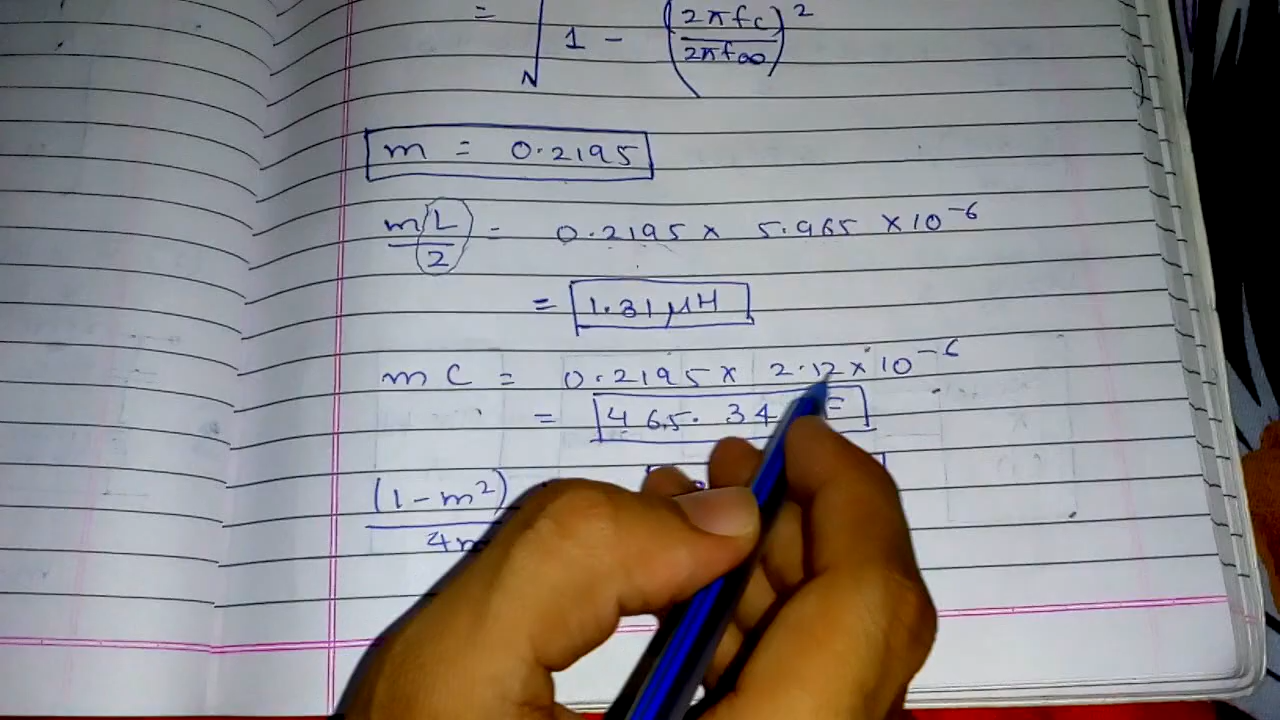 = √1 - (2πfc/2πf∞)²
m = 0.2195
mL/2 = 0.2195 × 5.965 × 10⁻⁶
= 1.31 μH
mC = 0.2195 × 2.12 × 10⁻⁶
= 465.34
(1 - m²)